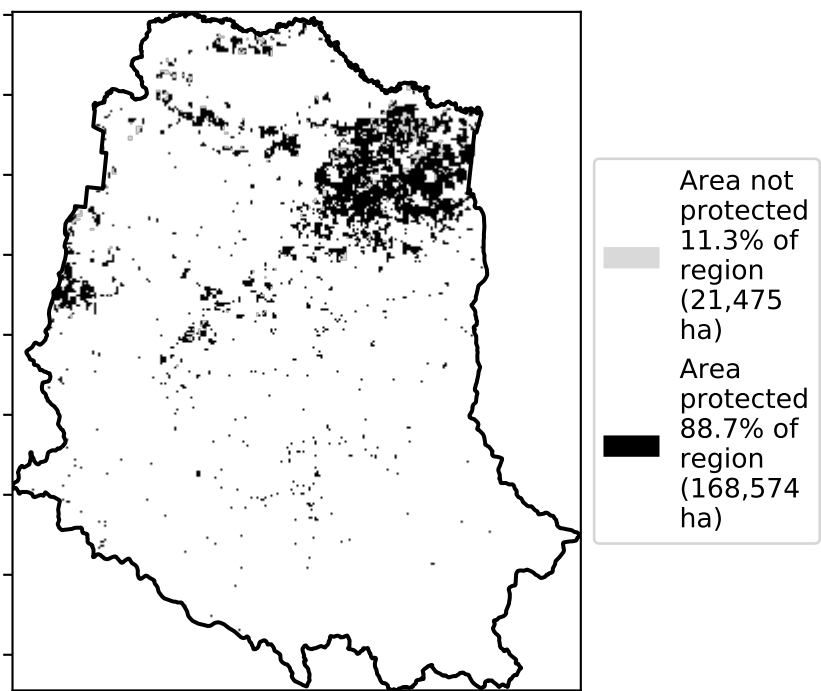 Area not
protected
11.3% of
region
(21,475
ha)
Area
protected
88.7% of
region
(168,574
ha)